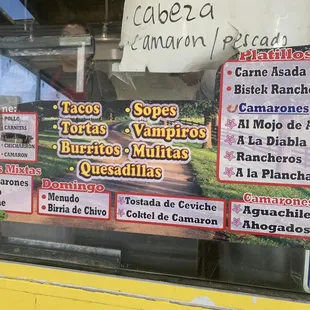 cabeza
camaron/pescado
Platillos
Carne Asada
Bistek Ranche
Camarones
Al Mojo de A
A La Diabla
Rancheros
A la Plancha
ne:
POLLO
CARNITAS
CHICHARRON
CAMARON
Tacos
Tortas
Burritos
Sopes
Vampiros
Mulitas
Quesadillas
s Mixtas
arones
Domingo
Menudo
Birria de Chivo
Tostada de Ceviche
Coktel de Camaron
Camarones
Aguachile
Ahogados